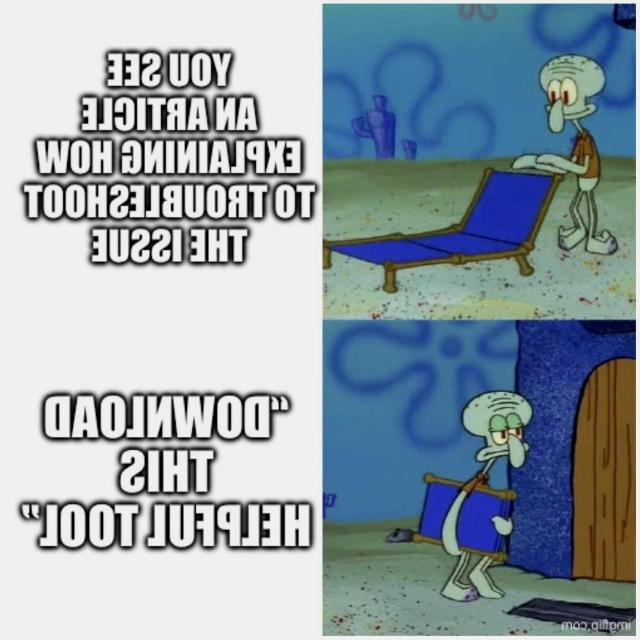 YOU SEE
AN ARTICLE
EXPLAINING HOW
TO TROUBLESHOOT
THE ISSUE
"DOWNLOAD
THIS
HELPFUL TOOL"
imgflip.com